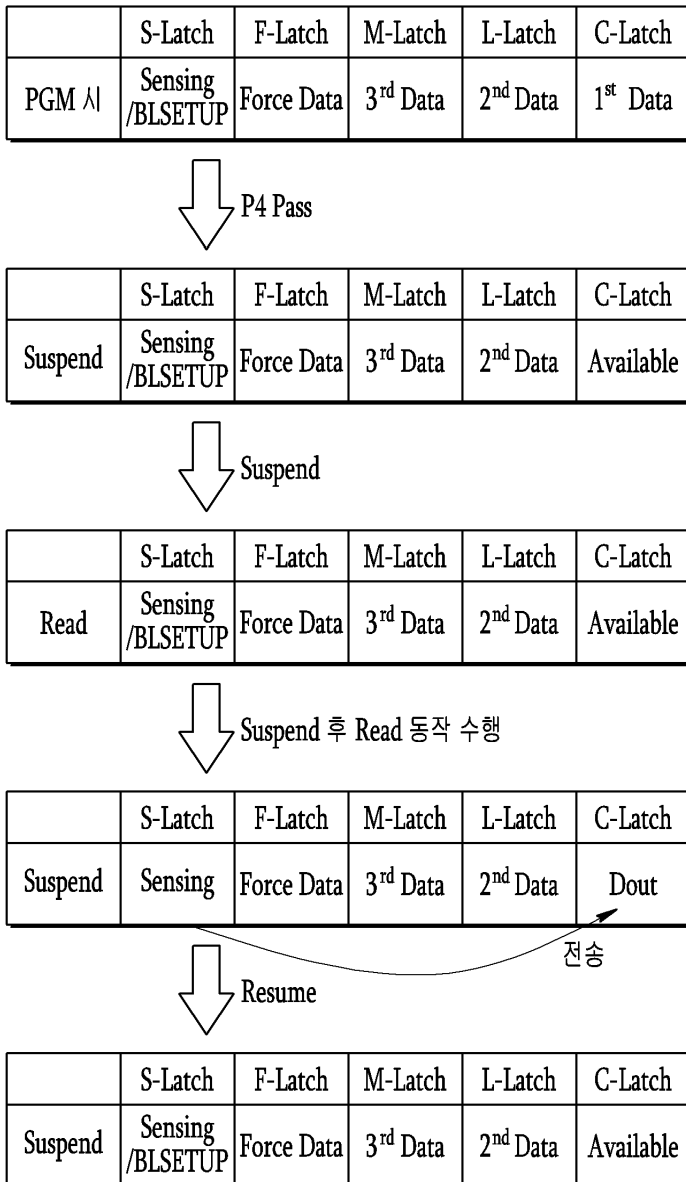 S-Latch F-Latch M-Latch L-Latch C-Latch
PGM 시 Sensing /BLSETUP Force Data 3rd Data 2nd Data 1st Data
P4 Pass
S-Latch F-Latch M-Latch L-Latch C-Latch
Suspend Sensing /BLSETUP Force Data 3rd Data 2nd Data Available
Suspend
S-Latch F-Latch M-Latch L-Latch C-Latch
Read Sensing /BLSETUP Force Data 3rd Data 2nd Data Available
Suspend 후 Read 동작 수행
S-Latch F-Latch M-Latch L-Latch C-Latch
Suspend Sensing Force Data 3rd Data 2nd Data Dout
전송
Resume
S-Latch F-Latch M-Latch L-Latch C-Latch
Suspend Sensing /BLSETUP Force Data 3rd Data 2nd Data Available